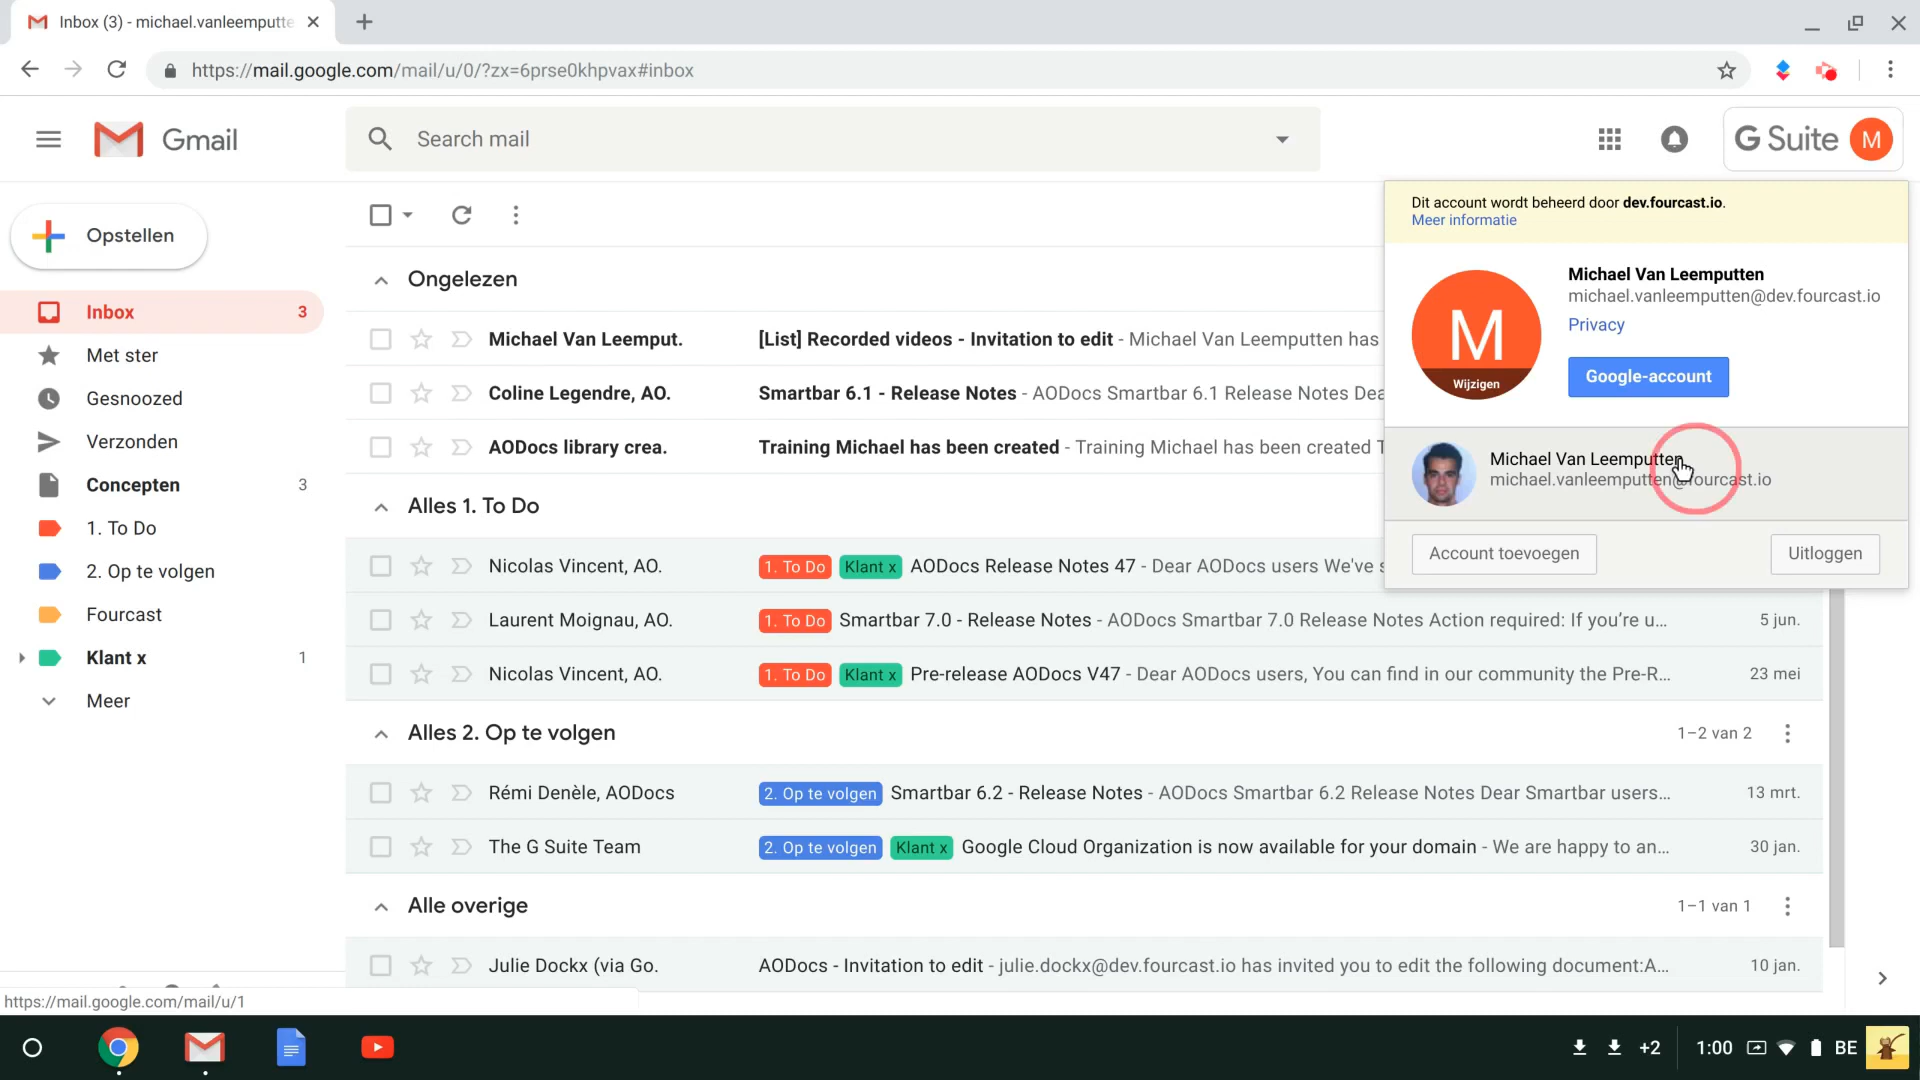 Inbox (3) - michael.vanleemputte
https://mail.google.com/mail/u/0/?zx=6prse0khpvax#inbox
Gmail
Search mail
G Suite M
Opstellen
Inbox 3
Met ster
Gesnoozed
Verzonden
Concepten 3
1. To Do
2. Op te volgen
Fourcast
Klant x 1
Meer
Ongelezen
Michael Van Leemput. [List] Recorded videos - Invitation to edit - Michael Van Leemputten has
Coline Legendre, AO. Smartbar 6.1 - Release Notes - AODocs Smartbar 6.1 Release Notes Dea
AODocs library crea. Training Michael has been created - Training Michael has been created T
Alles 1. To Do
Nicolas Vincent, AO. 1. To Do Klant x AODocs Release Notes 47 - Dear AODocs users We've s
Laurent Moignau, AO. 1. To Do Smartbar 7.0 - Release Notes - AODocs Smartbar 7.0 Release Notes Action required: If you're u... 5 jun.
Nicolas Vincent, AO. 1. To Do Klant x Pre-release AODocs V47 - Dear AODocs users, You can find in our community the Pre-R... 23 mei
Alles 2. Op te volgen 1–2 van 2
Rémi Denèle, AODocs 2. Op te volgen Smartbar 6.2 - Release Notes - AODocs Smartbar 6.2 Release Notes Dear Smartbar users... 13 mrt.
The G Suite Team 2. Op te volgen Klant x Google Cloud Organization is now available for your domain - We are happy to an... 30 jan.
Alle overige 1–1 van 1
Julie Dockx (via Go. AODocs - Invitation to edit - julie.dockx@dev.fourcast.io has invited you to edit the following document:A... 10 jan.
Dit account wordt beheerd door dev.fourcast.io.
Meer informatie
M
Wijzigen
Michael Van Leemputten
michael.vanleemputten@dev.fourcast.io
Privacy
Google-account
Michael Van Leemputten
michael.vanleemputten@fourcast.io
Account toevoegen
Uitloggen
https://mail.google.com/mail/u/1
+2 1:00 BE